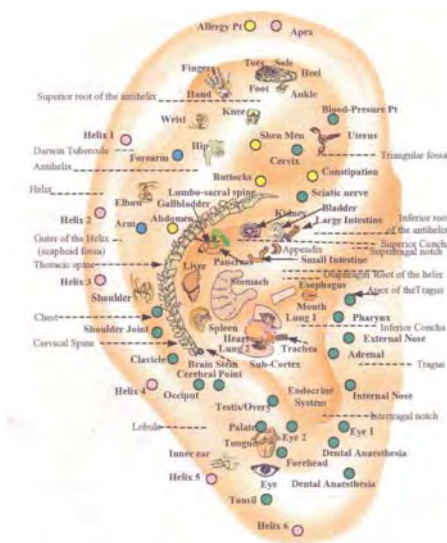 Allergy Pt
Apex
Fingers
Toes
Sole
Heel
Hand
Foot
Ankle
Superior root of the antihelix
Knee
Blood-Presure Pt
Wrist
Helix 1
Shen Men
Uterus
Darwin Tubercule
Hip
Forearm
Cervix
Triangular fossa
Antihelix
Constipation
Buttocks
Helix
Lumbo-sacral spine
Sciatic nerve
Gallbladder
Elbow
Bladder
Helix 2
Abdomen
Kidney
Large Intestine
Arm
Inferior root
of the antihelix
Guter of the Helix
(scaphoid fossa)
Superior Concha
Appendix
Supratragal notch
Thoracic spine
Pancreas
Small Intestine
Liver
Diaphragm Root of the helix
Helix 3
Stomach
Esophagus
Apex of theTragus
Shoulder
Mouth
Chest
Lung 1
Pharynx
Shoulder Joint
Spleen
Inferior Concha
Heart
External Nose
Cervical Spine
Lung 2
Trachea
Clavicle
Brain Stem
Sub-Cortex
Adrenal
Tragus
Cerebral Point
Helix 4
Occiput
Endocrine
System
Internal Nose
Testis/Overy
Intertragal notch
Lobule
Palate
Eye 2
Eye 1
Tongue
Inner ear
Forehead
Dental Anaesthesia
Helix 5
Eye
Dental Anaesthesia
Tonsil
Helix 6